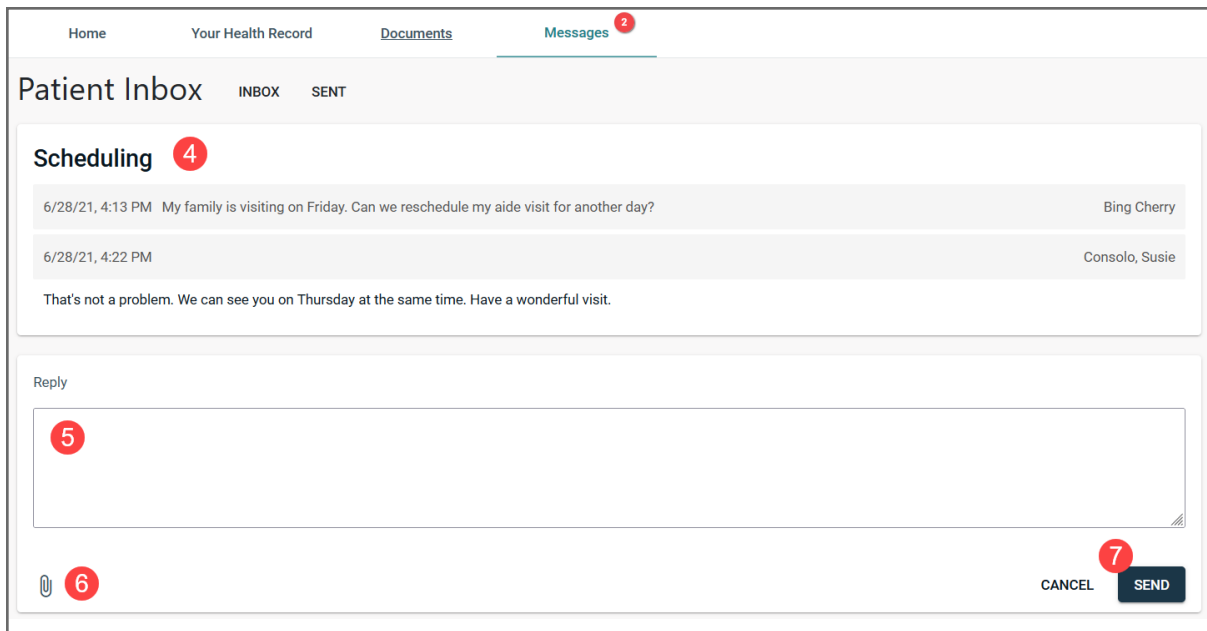 Home Your Health Record Documents Messages 2
Patient Inbox INBOX SENT
Scheduling 4
6/28/21, 4:13 PM My family is visiting on Friday. Can we reschedule my aide visit for another day? Bing Cherry
6/28/21, 4:22 PM Consolo, Susie
That's not a problem. We can see you on Thursday at the same time. Have a wonderful visit.
Reply
5
7
6 CANCEL SEND